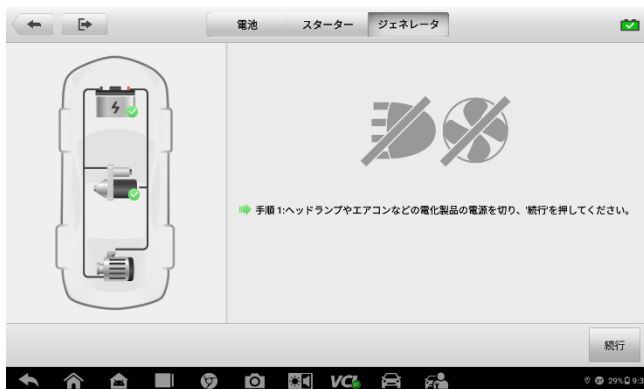 電池 スターター ジェネレータ
手順1:ヘッドランプやエアコンなどの電化製品の電源を切り、'続行'を押してください。
続行
VCI 29%